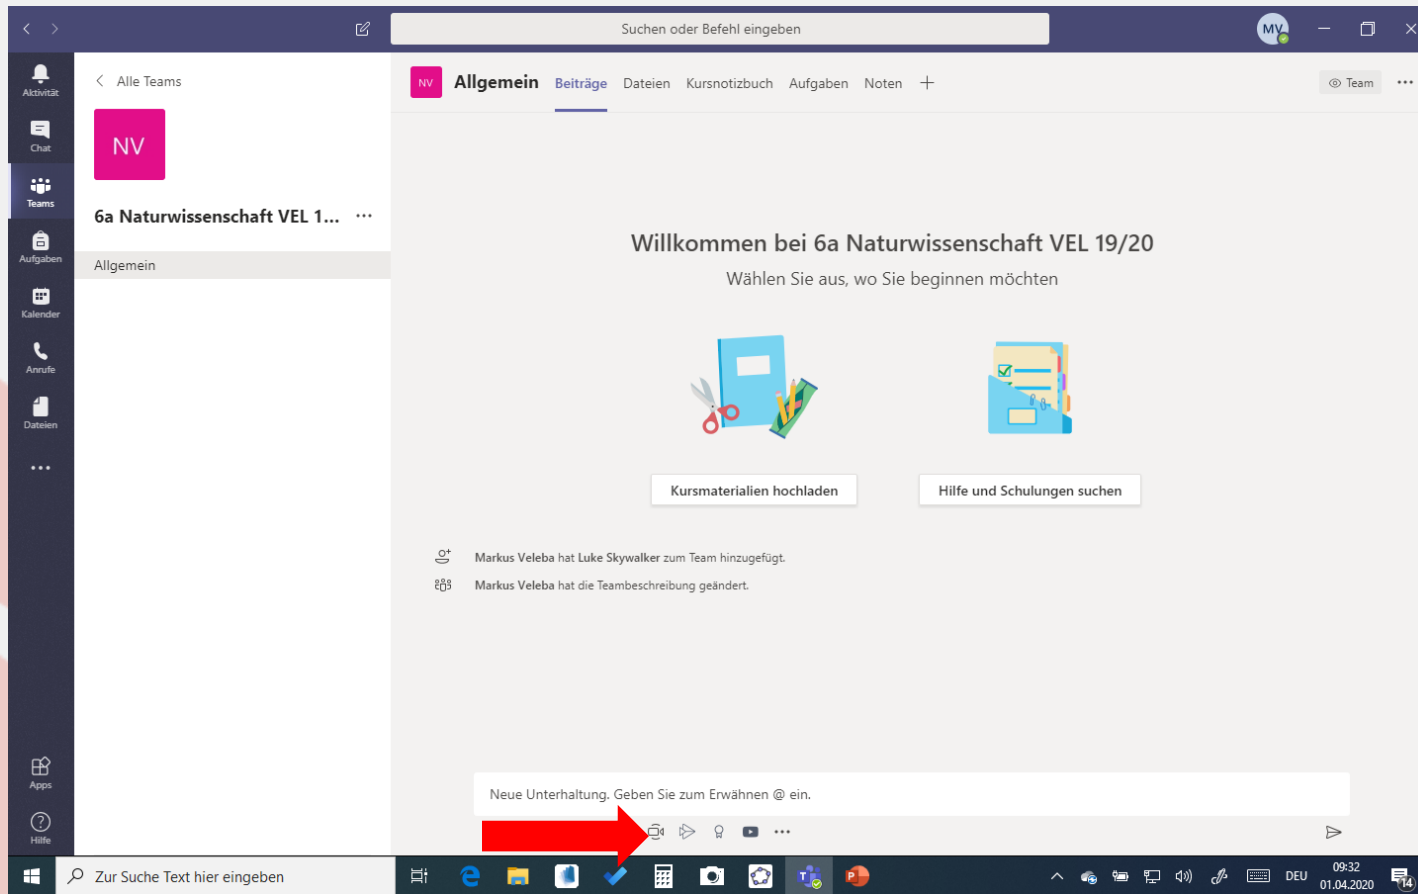 Suchen oder Befehl eingeben
MV
Aktivität
Chat
Teams
Aufgaben
Kalender
Anrufe
Dateien
Apps
Hilfe
Alle Teams
NV
6a Naturwissenschaft VEL 1... ...
Allgemein
NV Allgemein Beiträge Dateien Kursnotizbuch Aufgaben Noten +
Team ...
Willkommen bei 6a Naturwissenschaft VEL 19/20
Wählen Sie aus, wo Sie beginnen möchten
Kursmaterialien hochladen
Hilfe und Schulungen suchen
Markus Veleba hat Luke Skywalker zum Team hinzugefügt.
Markus Veleba hat die Teambeschreibung geändert.
Neue Unterhaltung. Geben Sie zum Erwähnen @ ein.
Zur Suche Text hier eingeben
DEU
09:32
01.04.2020
14